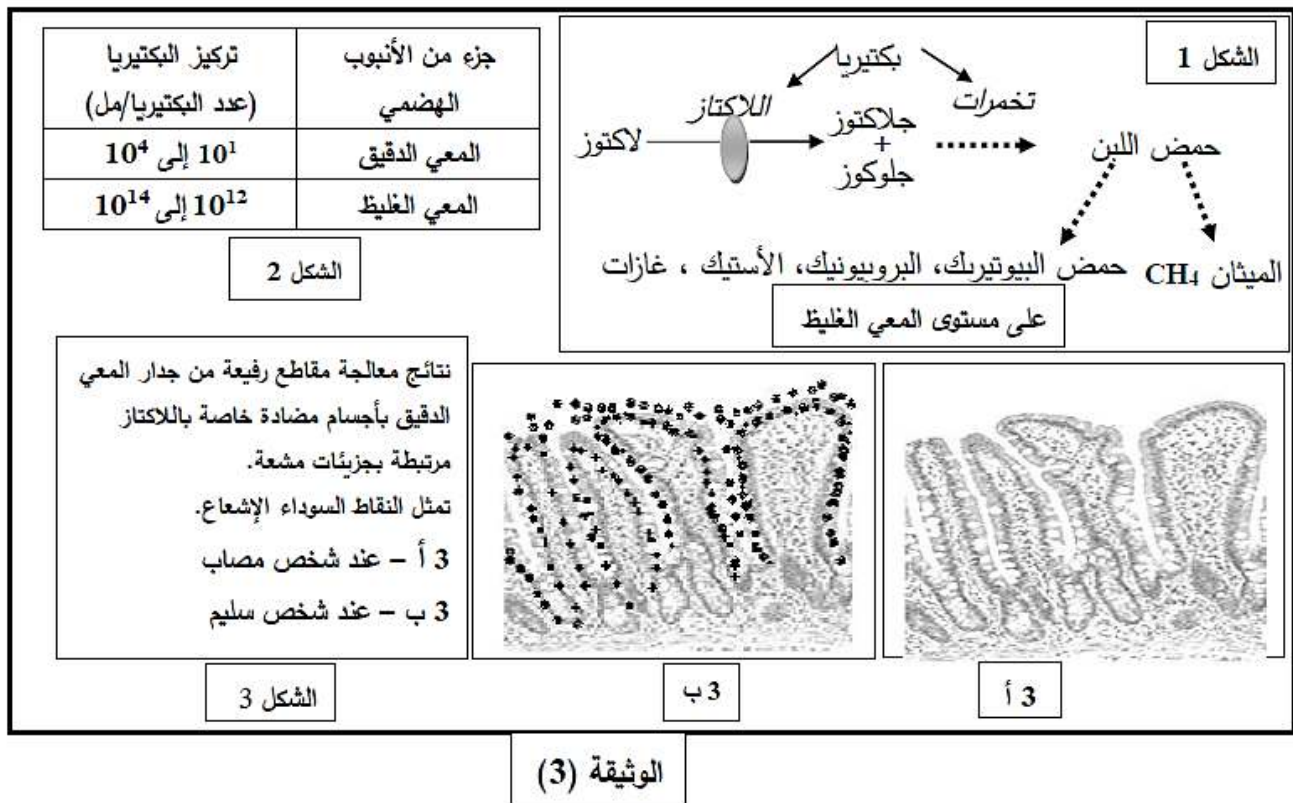 الشكل 1
بكتيريا
اللاكتاز
تخمرات
لاكتوز
جلاكتوز
+
جلوكوز
حمض اللبن
حمض البيوتيريك، البروبيونيك، الأستيك ، غازات
الميثان CH₄
على مستوى المعي الغليظ
جزء من الأنبوب الهضمي
تركيز البكتيريا (عدد البكتيريا/مل)
المعي الدقيق
10¹ إلى 10⁴
المعي الغليظ
10¹² إلى 10¹⁴
الشكل 2
3 أ
3 ب
نتائج معالجة مقاطع رفيعة من جدار المعي
الدقيق بأجسام مضادة خاصة باللاكتاز
مرتبطة بجزيئات مشعة.
تمثل النقاط السوداء الإشعاع.
3 أ – عند شخص مصاب
3 ب – عند شخص سليم
الشكل 3
الوثيقة (3)